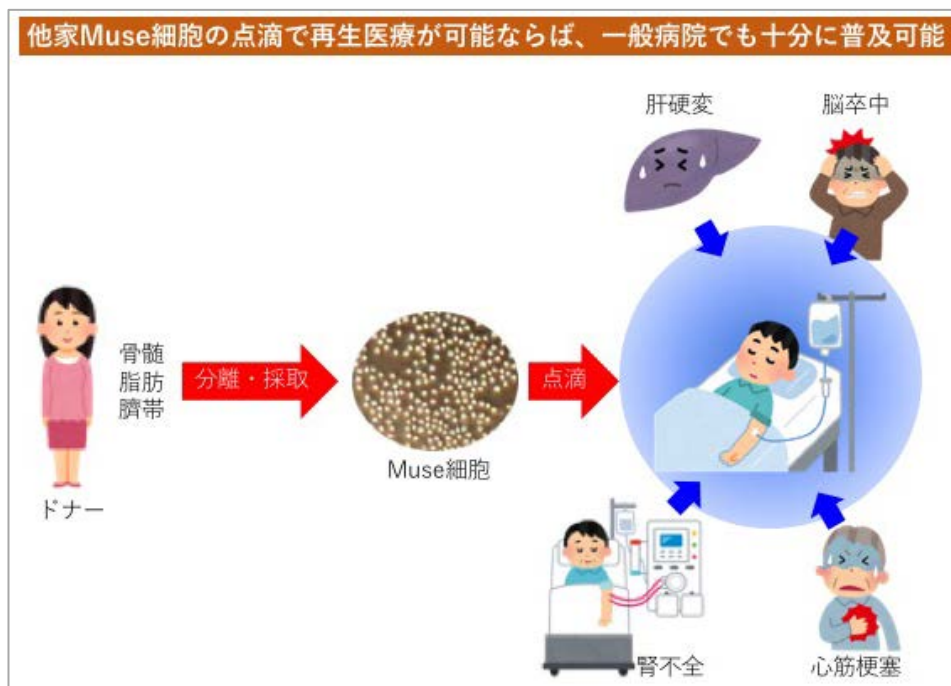 他家Muse細胞の点滴で再生医療が可能ならば、一般病院でも十分に普及可能
肝硬変
脳卒中
骨髄
脂肪
臍帯
分離・採取
点滴
Muse細胞
ドナー
腎不全
心筋梗塞